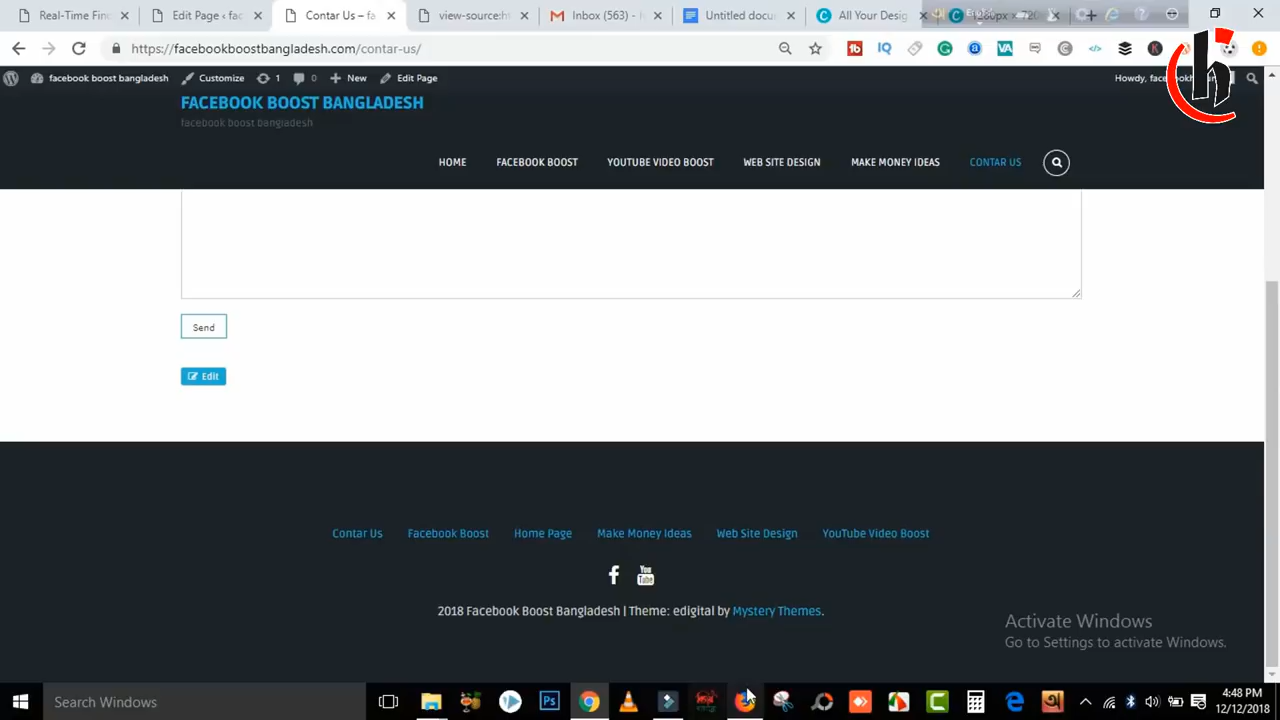 Real-Time Fin
Edit Page ‹ fac
Contar Us – fa
view-source:ht
Inbox (563) - h
Untitled docu
All Your Desig
https://facebookboostbangladesh.com/contar-us/
facebook boost bangladesh
Customize
1
0
New
Edit Page
FACEBOOK BOOST BANGLADESH
facebook boost bangladesh
HOME
FACEBOOK BOOST
YOUTUBE VIDEO BOOST
WEB SITE DESIGN
MAKE MONEY IDEAS
CONTAR US
Send
Edit
Contar Us
Facebook Boost
Home Page
Make Money Ideas
Web Site Design
YouTube Video Boost
2018 Facebook Boost Bangladesh | Theme: edigital by Mystery Themes.
Activate Windows
Go to Settings to activate Windows.
Search Windows
4:48 PM
12/12/2018